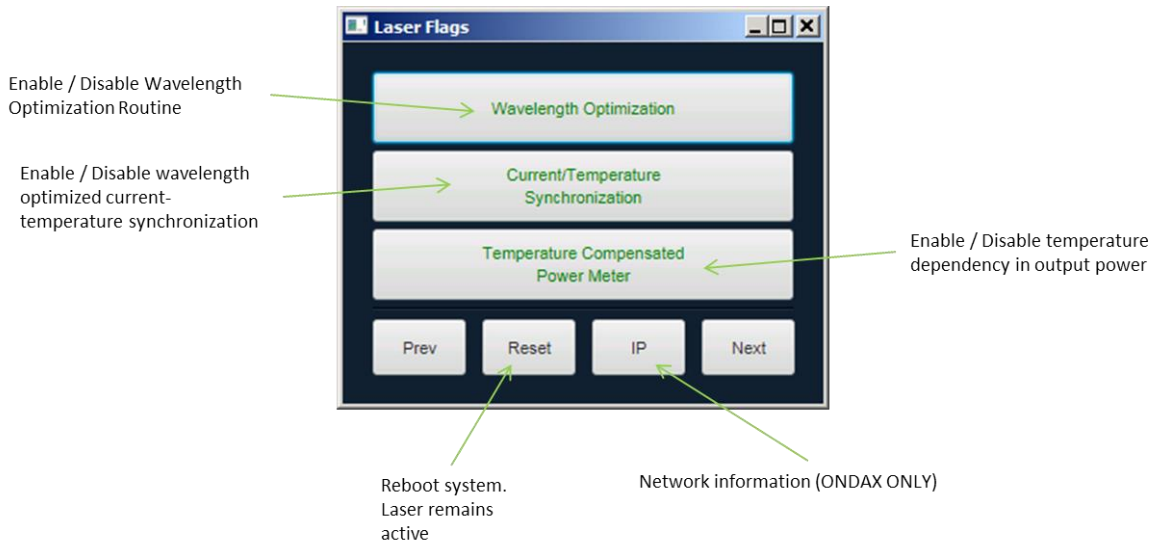 Laser Flags
Enable / Disable Wavelength
Optimization Routine
Wavelength Optimization
Enable / Disable wavelength
optimized current-
temperature synchronization
Current/Temperature
Synchronization
Temperature Compensated
Power Meter
Enable / Disable temperature
dependency in output power
Prev
Reset
IP
Next
Reboot system.
Laser remains
active
Network information (ONDAX ONLY)